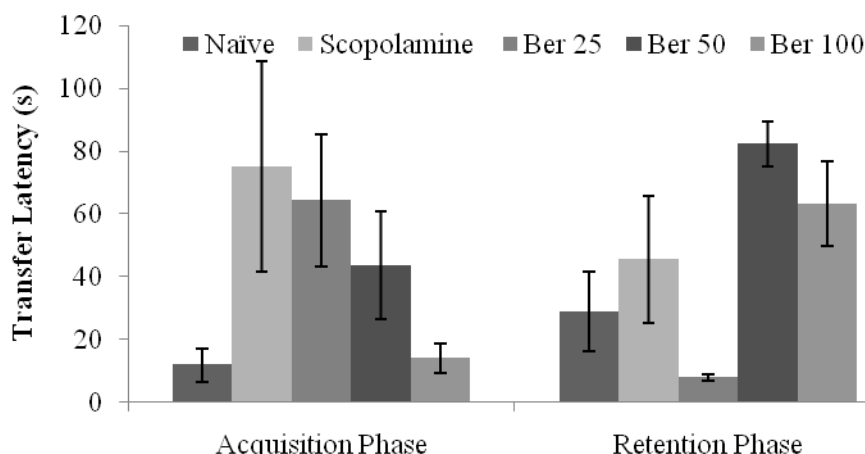 120
Naïve Scopolamine Ber 25 Ber 50 Ber 100
100
80
60
40
20
0
Transfer Latency (s)
Acquisition Phase Retention Phase